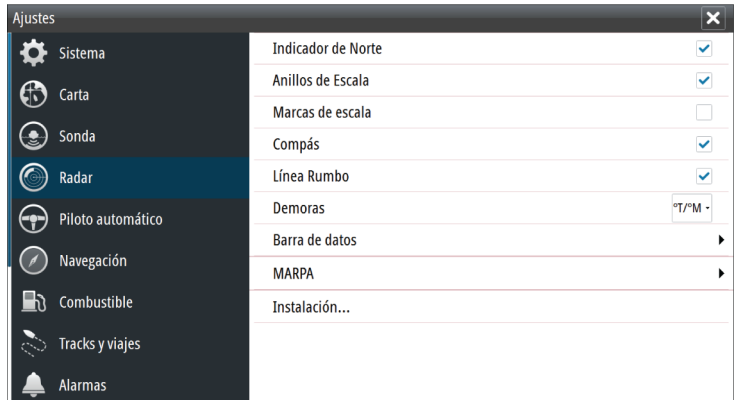 Ajustes
Sistema
Carta
Sonda
Radar
Piloto automático
Navegación
Combustible
Tracks y viajes
Alarmas
Indicador de Norte
Anillos de Escala
Marcas de escala
Compás
Línea Rumbo
Demoras
°T/°M
Barra de datos
MARPA
Instalación...